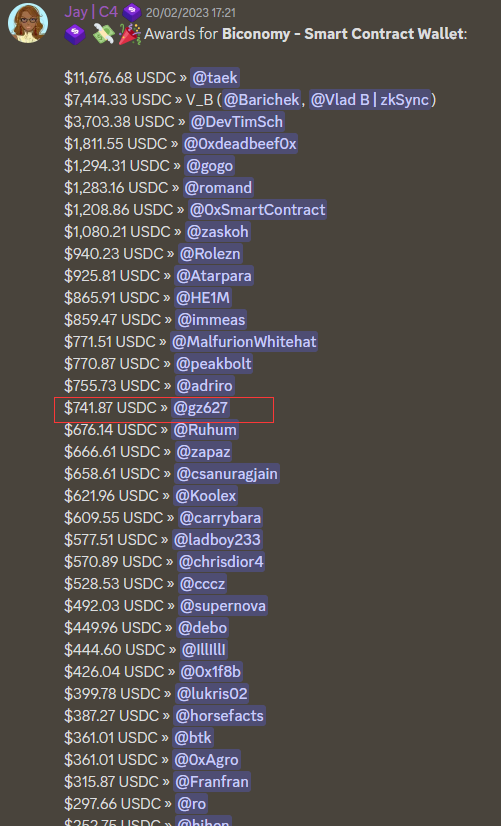 Jay | C4 20/02/2023 17:21
Awards for Biconomy - Smart Contract Wallet:
$11,676.68 USDC » @taek
$7,414.33 USDC » V_B (@Barichek, @Vlad B | zkSync)
$3,703.38 USDC » @DevTimSch
$1,811.55 USDC » @0xdeadbeef0x
$1,294.31 USDC » @gogo
$1,283.16 USDC » @romand
$1,208.86 USDC » @0xSmartContract
$1,080.21 USDC » @zaskoh
$940.23 USDC » @Rolezn
$925.81 USDC » @Atarpara
$865.91 USDC » @HE1M
$859.47 USDC » @immeas
$771.51 USDC » @MalfurionWhitehat
$770.87 USDC » @peakbolt
$755.73 USDC » @adriro
$741.87 USDC » @gz627
$676.14 USDC » @Ruhum
$666.61 USDC » @zapaz
$658.61 USDC » @csanuragjain
$621.96 USDC » @Koolex
$609.55 USDC » @carrybara
$577.51 USDC » @ladboy233
$570.89 USDC » @chrisdior4
$528.53 USDC » @cccz
$492.03 USDC » @supernova
$449.96 USDC » @debo
$444.60 USDC » @IllIllI
$426.04 USDC » @0x1f8b
$399.78 USDC » @lukris02
$387.27 USDC » @horsefacts
$361.01 USDC » @btk
$361.01 USDC » @0xAgro
$315.87 USDC » @Franfran
$297.66 USDC » @ro
$252.75 USDC » @hihen